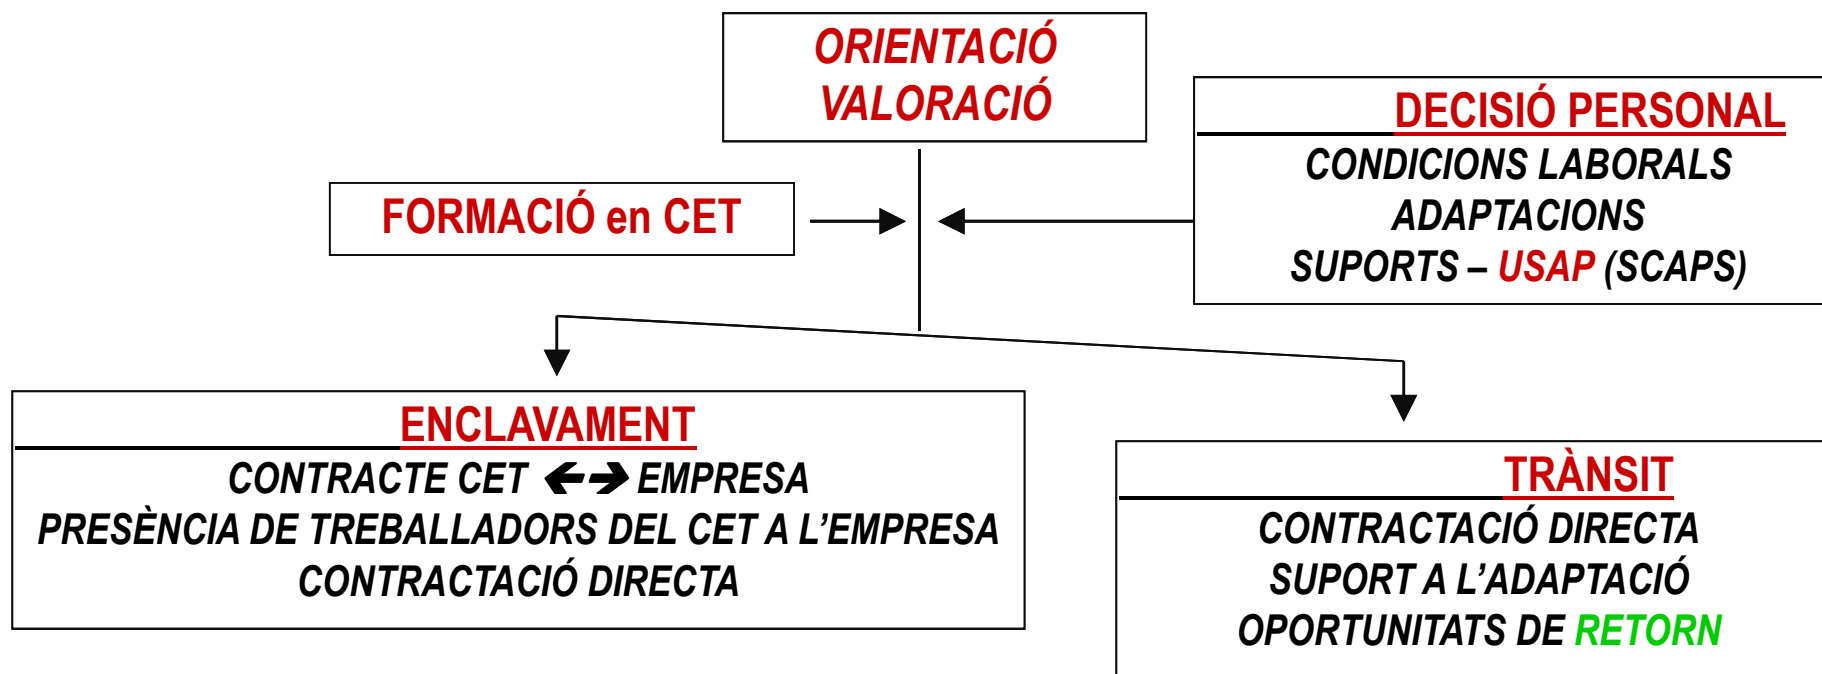 ORIENTACIÓ
VALORACIÓ
DECISIÓ PERSONAL
CONDICIONS LABORALS
ADAPTACIONS
SUPORTS – USAP (SCAPS)
FORMACIÓ en CET
ENCLAVAMENT
CONTRACTE CET 🡸🡺 EMPRESA
PRESÈNCIA DE TREBALLADORS DEL CET A L’EMPRESA
CONTRACTACIÓ DIRECTA
TRÀNSIT
CONTRACTACIÓ DIRECTA
SUPORT A L’ADAPTACIÓ
OPORTUNITATS DE RETORN